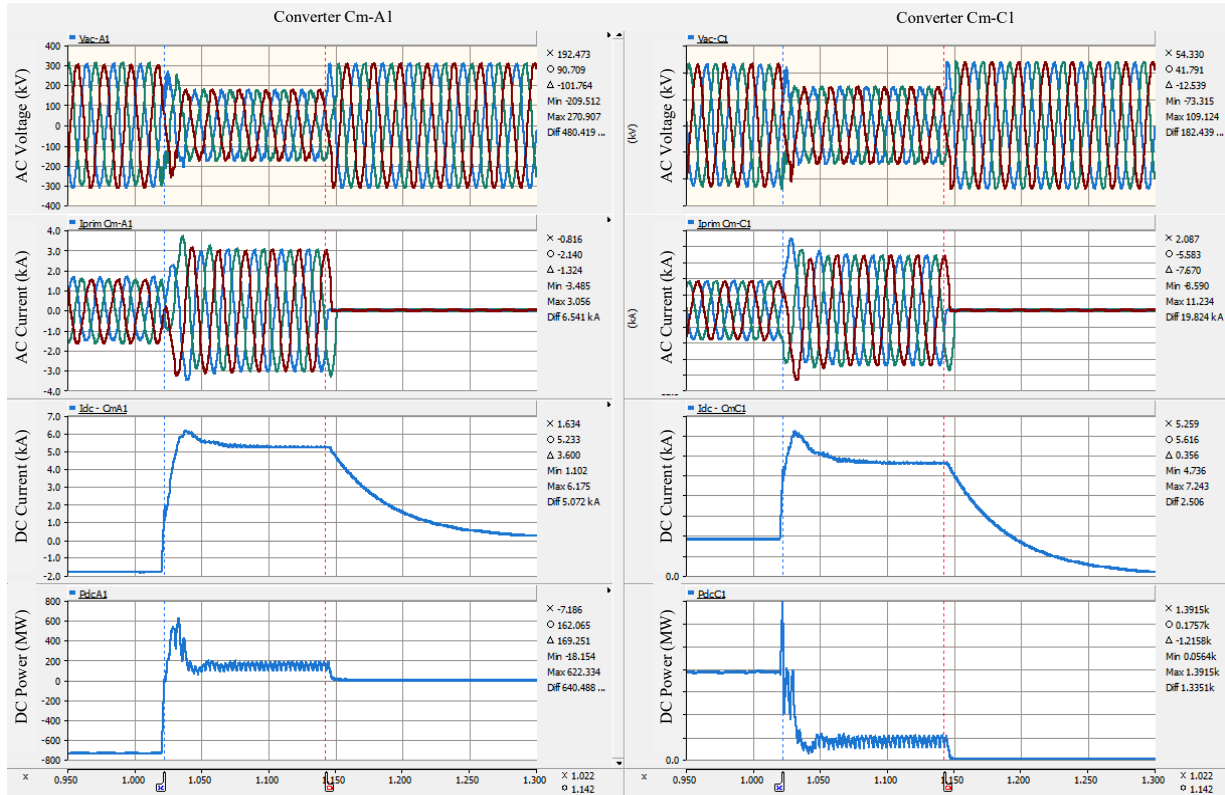 Converter Cm-A1
Converter Cm-C1
Vac-A1
AC Voltage (kV)
400
300
200
100
0
-100
-200
-300
-400
× 192.473
○ 90.709
Δ -101.764
Min -209.512
Max 270.907
Diff 480.419 ...
Vac-C1
AC Voltage (kV)
(kV)
× 54.330
○ 41.791
Δ -12.539
Min -73.315
Max 109.124
Diff 182.439 ...
Iprim Cm-A1
AC Current (kA)
4.0
3.0
2.0
1.0
0.0
-1.0
-2.0
-3.0
-4.0
× -0.816
○ -2.140
Δ -1.324
Min -3.485
Max 3.056
Diff 6.541 kA
Iprim Cm-C1
AC Current (kA)
(kA)
× 2.087
○ -5.583
Δ -7.670
Min -8.590
Max 11.234
Diff 19.824 kA
Idc - CmA1
DC Current (kA)
7.0
6.0
5.0
4.0
3.0
2.0
1.0
0.0
-1.0
-2.0
× 1.634
○ 5.233
Δ 3.600
Min 1.102
Max 6.175
Diff 5.072 kA
Idc - CmC1
DC Current (kA)
0.0
× 5.259
○ 5.616
Δ 0.356
Min 4.736
Max 7.243
Diff 2.506
PdcA1
DC Power (MW)
800
600
400
200
0
-200
-400
-600
-800
× -7.186
○ 162.065
Δ 169.251
Min -18.154
Max 622.334
Diff 640.488 ...
PdcC1
DC Power (MW)
0.0
× 1.3915k
○ 0.1757k
Δ -1.2158k
Min 0.0564k
Max 1.3915k
Diff 1.3351k
x 0.950 1.000 1.050 1.100 1.150 1.200 1.250 1.300
× 1.022
○ 1.142
x 0.950 1.000 1.050 1.100 1.150 1.200 1.250 1.300
× 1.022
○ 1.142